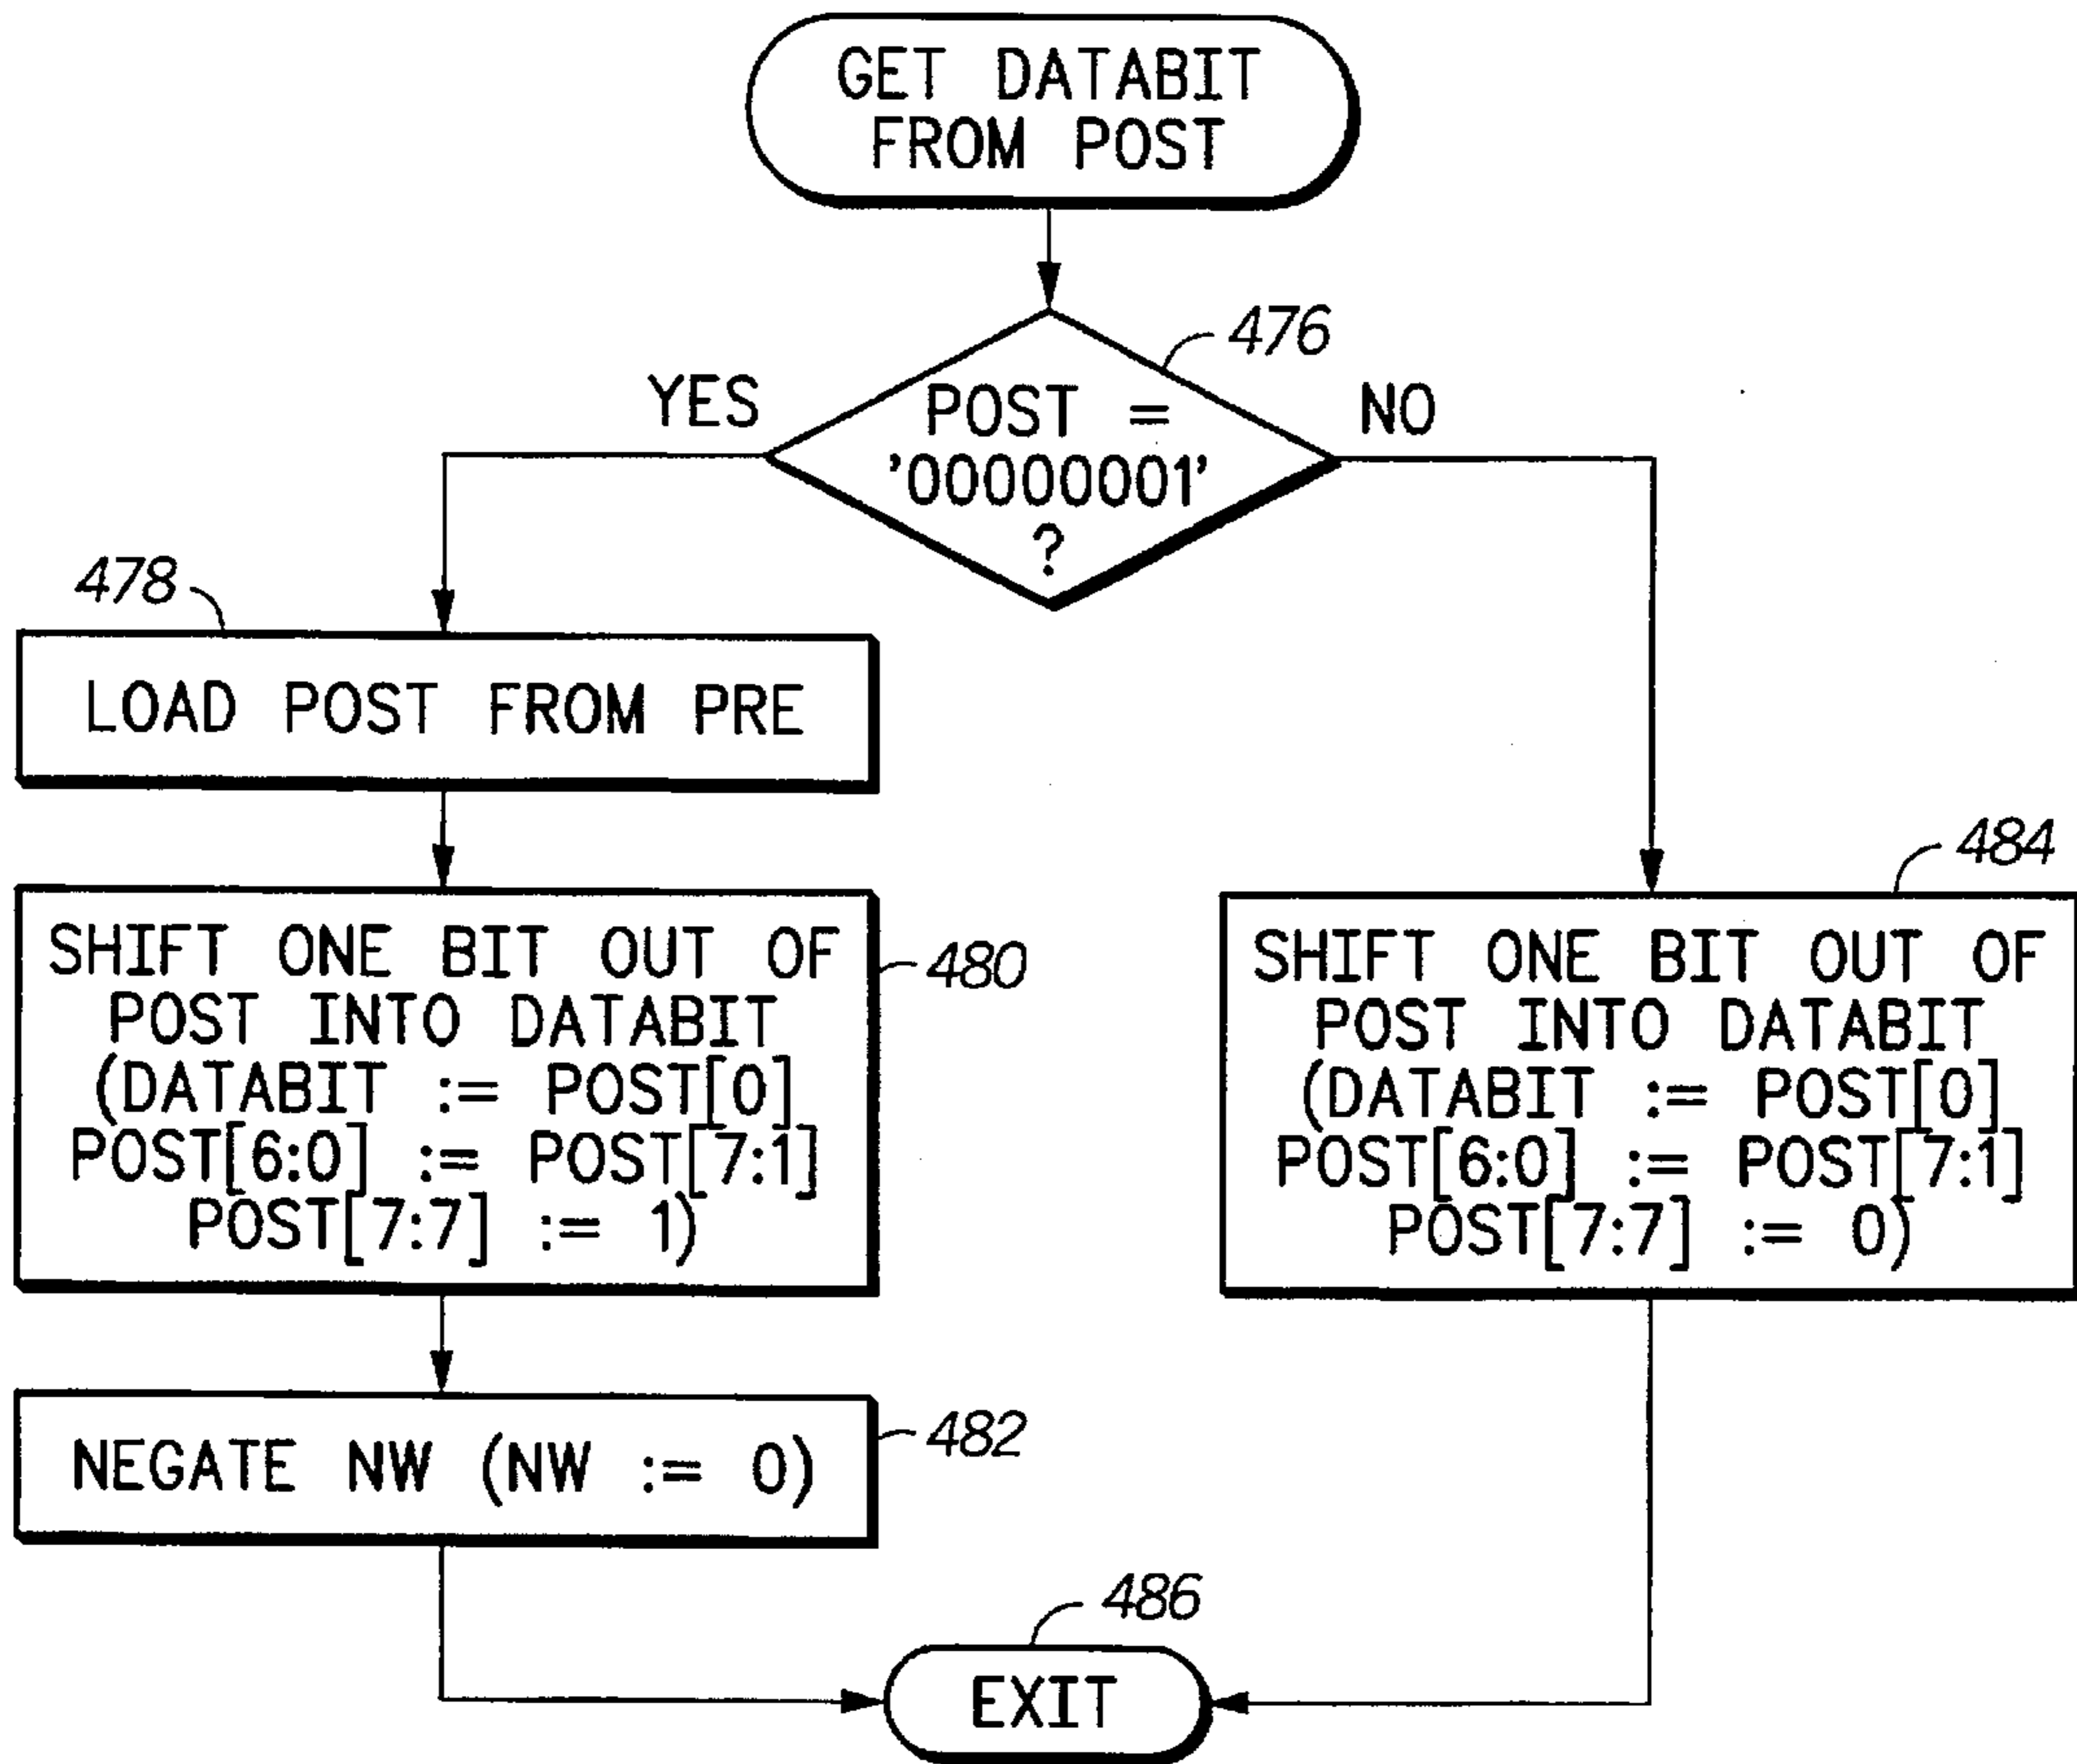 GET DATABIT
FROM POST
476
YES
NO
POST =
'00000001'
?
478
LOAD POST FROM PRE
480
SHIFT ONE BIT OUT OF
POST INTO DATABIT
(DATABIT := POST[0]
POST[6:0] := POST[7:1]
POST[7:7] := 1)
484
SHIFT ONE BIT OUT OF
POST INTO DATABIT
(DATABIT := POST[0]
POST[6:0] := POST[7:1]
POST[7:7] := 0)
482
NEGATE NW (NW := 0)
486
EXIT